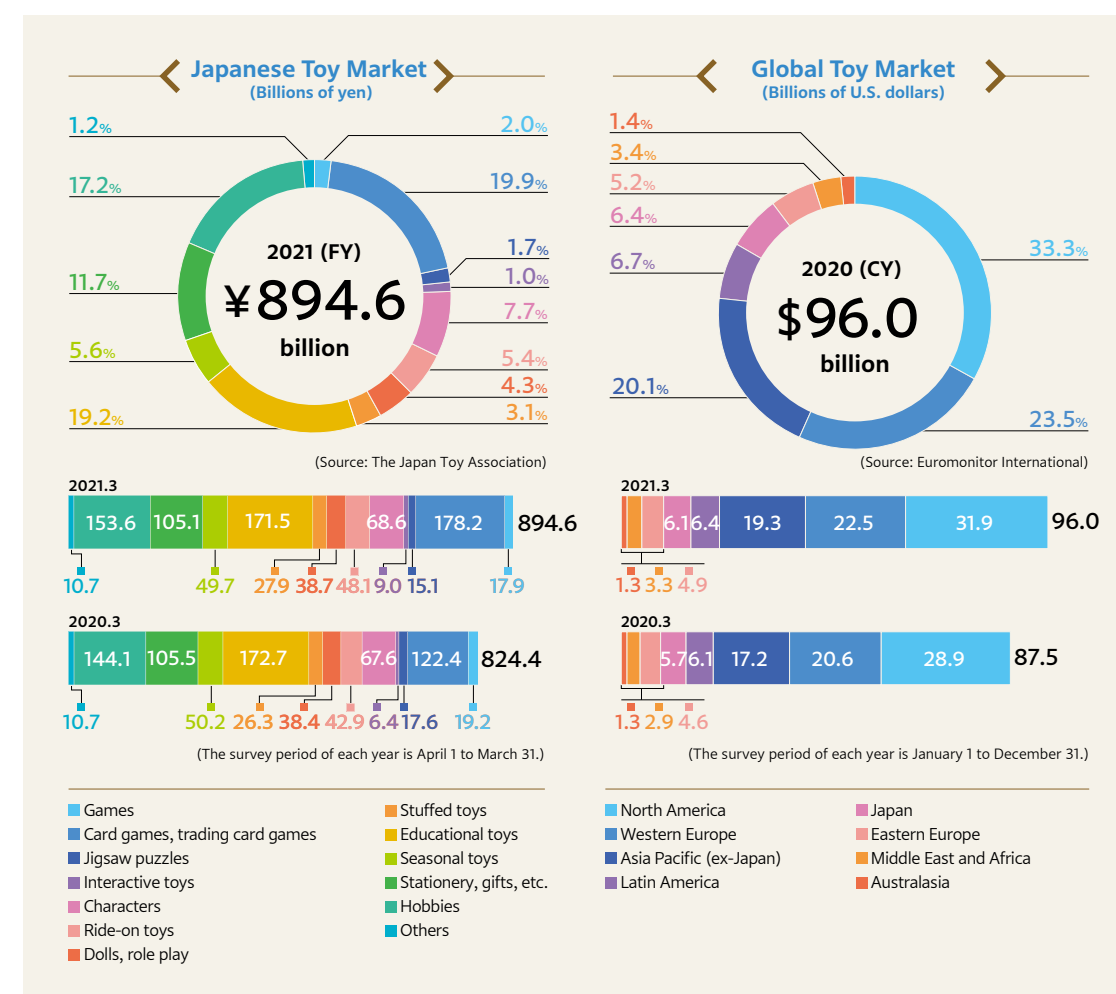 Japanese Toy Market
(Billions of yen)
1.2%
2.0%
17.2%
19.9%
11.7%
1.7%
1.0%
7.7%
5.6%
5.4%
4.3%
19.2%
3.1%
2021 (FY)
¥894.6
billion
(Source: The Japan Toy Association)
2021.3
153.6 105.1 171.5 68.6 178.2 894.6
10.7 49.7 27.9 38.7 48.1 9.0 15.1 17.9
2020.3
144.1 105.5 172.7 67.6 122.4 824.4
10.7 50.2 26.3 38.4 42.9 6.4 17.6 19.2
(The survey period of each year is April 1 to March 31.)
Games
Card games, trading card games
Jigsaw puzzles
Interactive toys
Characters
Ride-on toys
Dolls, role play
Stuffed toys
Educational toys
Seasonal toys
Stationery, gifts, etc.
Hobbies
Others
Global Toy Market
(Billions of U.S. dollars)
1.4%
3.4%
5.2%
6.4%
6.7%
33.3%
20.1%
23.5%
2020 (CY)
$96.0
billion
(Source: Euromonitor International)
2021.3
6.1 6.4 19.3 22.5 31.9 96.0
1.3 3.3 4.9
2020.3
5.7 6.1 17.2 20.6 28.9 87.5
1.3 2.9 4.6
(The survey period of each year is January 1 to December 31.)
North America
Western Europe
Asia Pacific (ex-Japan)
Latin America
Japan
Eastern Europe
Middle East and Africa
Australasia